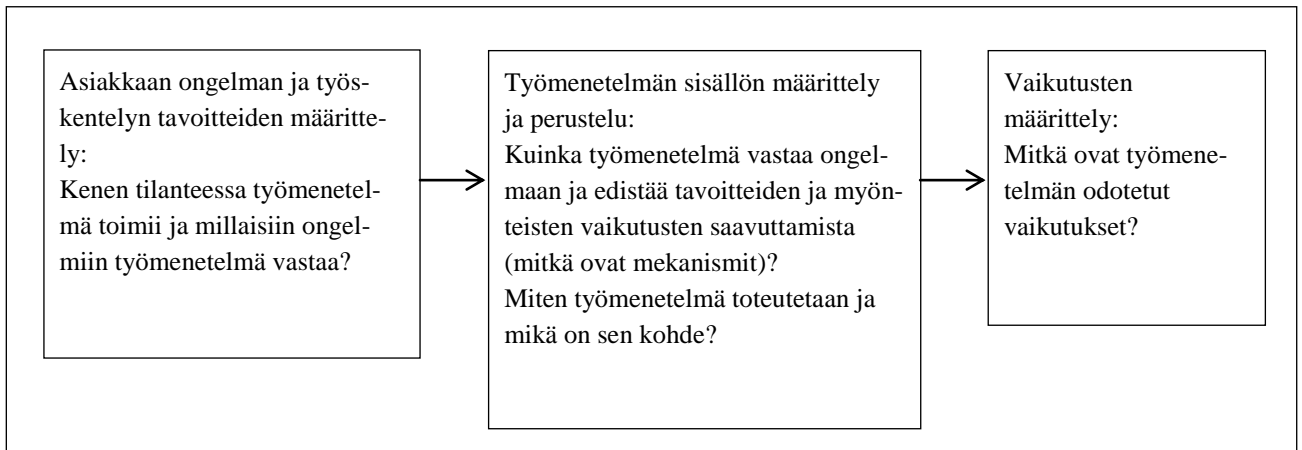 Asiakkaan ongelman ja työs-
kentelyn tavoitteiden määritte-
ly:
Kenen tilanteessa työmenetel-
mä toimii ja millaisiin ongel-
miin työmenetelmä vastaa?
Työmenetelmän sisällön määrittely
ja perustelu:
Kuinka työmenetelmä vastaa ongel-
maan ja edistää tavoitteiden ja myön-
teisten vaikutusten saavuttamista
(mitkä ovat mekanismit)?
Miten työmenetelmä toteutetaan ja
mikä on sen kohde?
Vaikutusten
määrittely:
Mitkä ovat työmene-
telmän odotetut
vaikutukset?